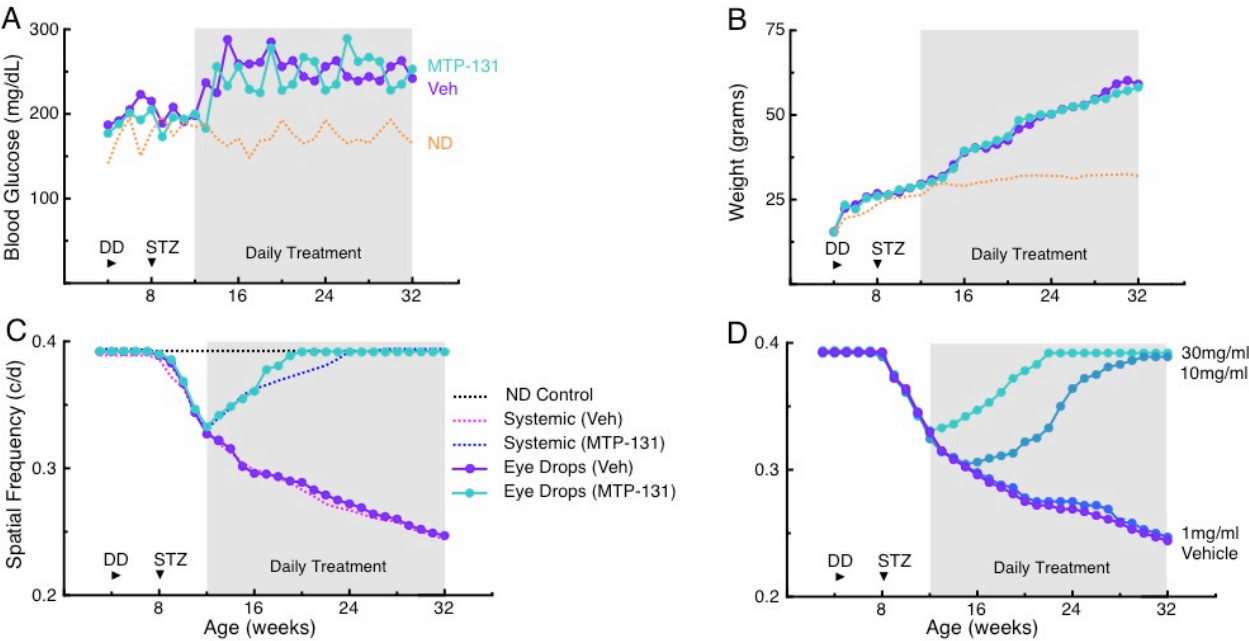 A
Blood Glucose (mg/dL)
300
200
100
MTP-131
Veh
ND
DD
STZ
Daily Treatment
8
16
24
32
B
Weight (grams)
75
50
25
DD
STZ
Daily Treatment
8
16
24
32
C
Spatial Frequency (c/d)
0.4
0.3
0.2
DD
STZ
Daily Treatment
8
16
24
32
Age (weeks)
ND Control
Systemic (Veh)
Systemic (MTP-131)
Eye Drops (Veh)
Eye Drops (MTP-131)
D
0.4
0.3
0.2
30mg/ml
10mg/ml
1mg/ml
Vehicle
DD
STZ
Daily Treatment
8
16
24
32
Age (weeks)